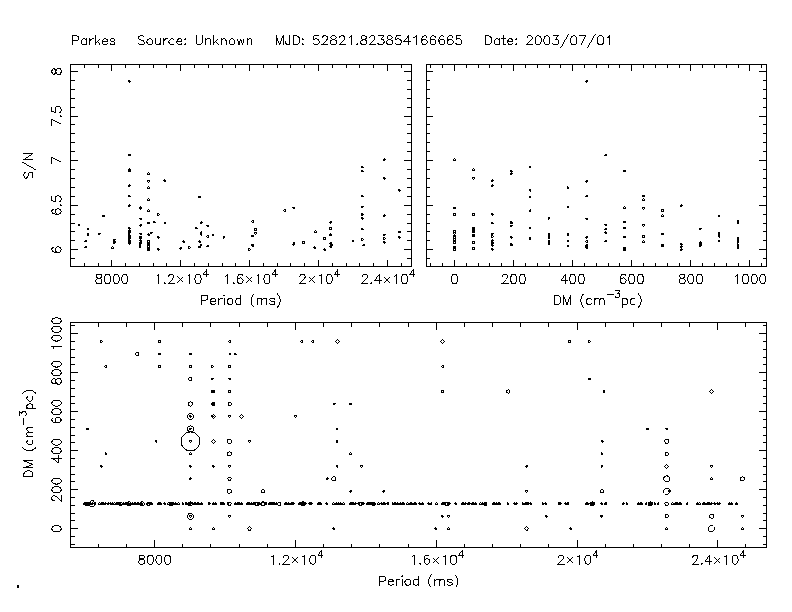 Parkes Source: Unknown MJD: 52821.823854166665 Date: 2003/07/01
S/N
8
7.5
7
6.5
6
8000 1.2×10⁴ 1.6×10⁴ 2×10⁴ 2.4×10⁴
Period (ms)
0 200 400 600 800 1000
DM (cm⁻³pc)
DM (cm⁻³pc)
1000
800
600
400
200
0
8000 1.2×10⁴ 1.6×10⁴ 2×10⁴ 2.4×10⁴
Period (ms)